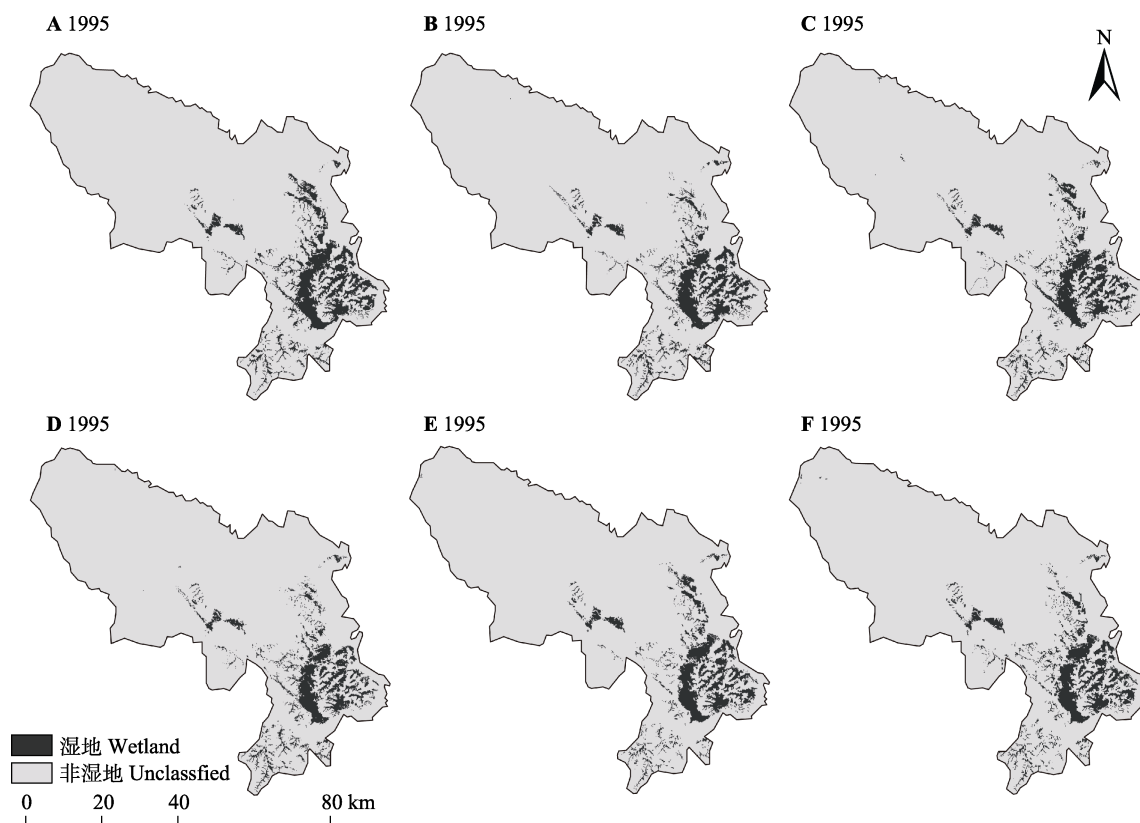 A 1995
B 1995
C 1995
N
D 1995
E 1995
F 1995
湿地 Wetland
非湿地 Unclassfied
0 20 40 80 km